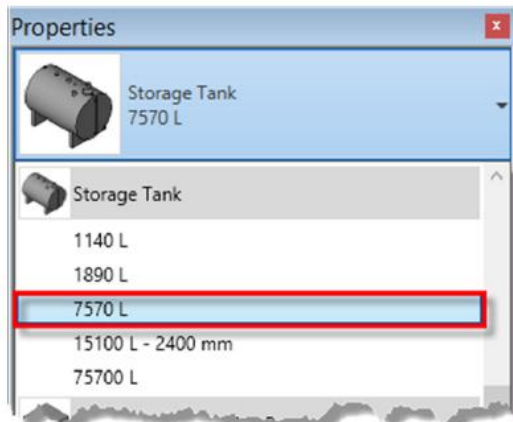 Properties
x
Storage Tank
7570 L
Storage Tank
1140 L
1890 L
7570 L
15100 L - 2400 mm
75700 L